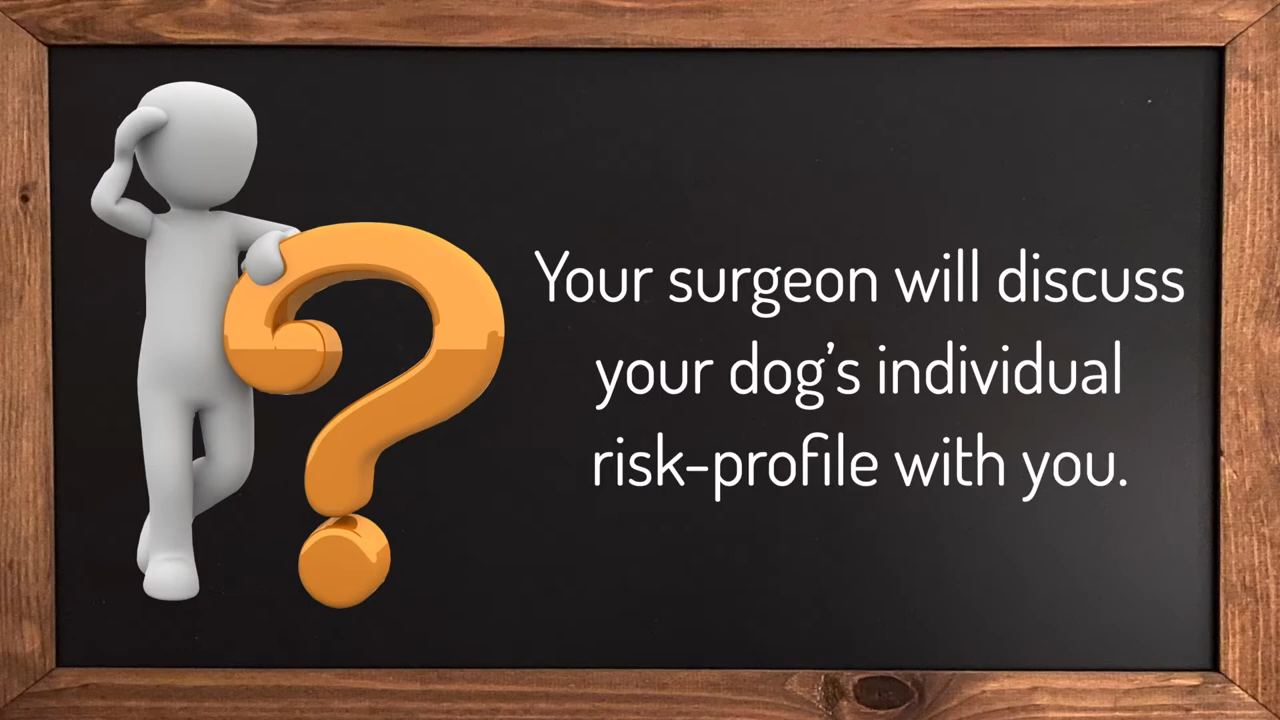 Your surgeon will discuss
your dog’s individual
risk-profile with you.